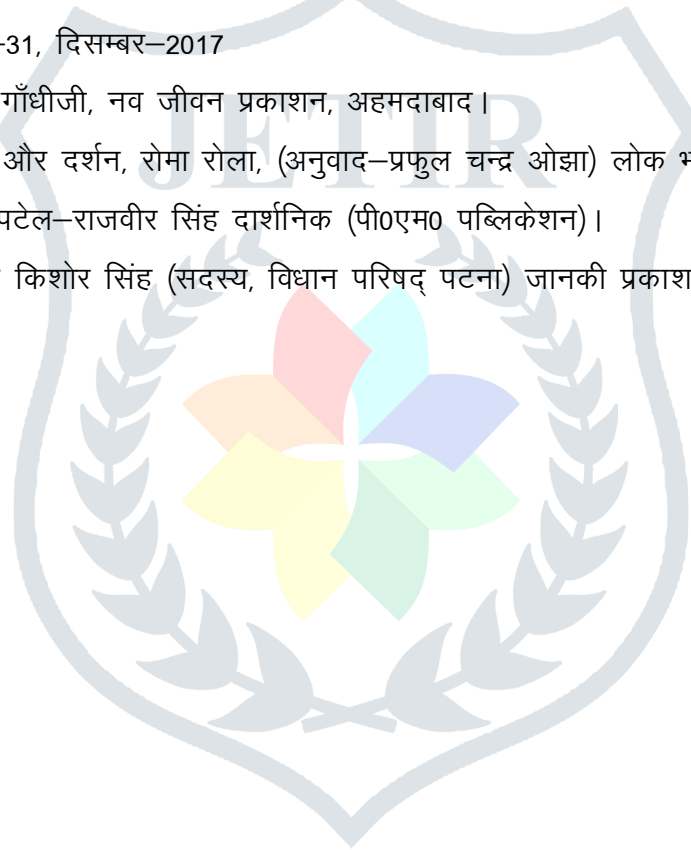 -31, दिसम्बर–2017
गाँधीजी, नव जीवन प्रकाशन, अहमदाबाद।
और दर्शन, रोमा रोला, (अनुवाद–प्रफुल चन्द्र ओझा) लोक भ
पटेल–राजवीर सिंह दार्शनिक (पी0एम0 पब्लिकेशन)।
किशोर सिंह (सदस्य, विधान परिषद् पटना) जानकी प्रकाश
JETIR